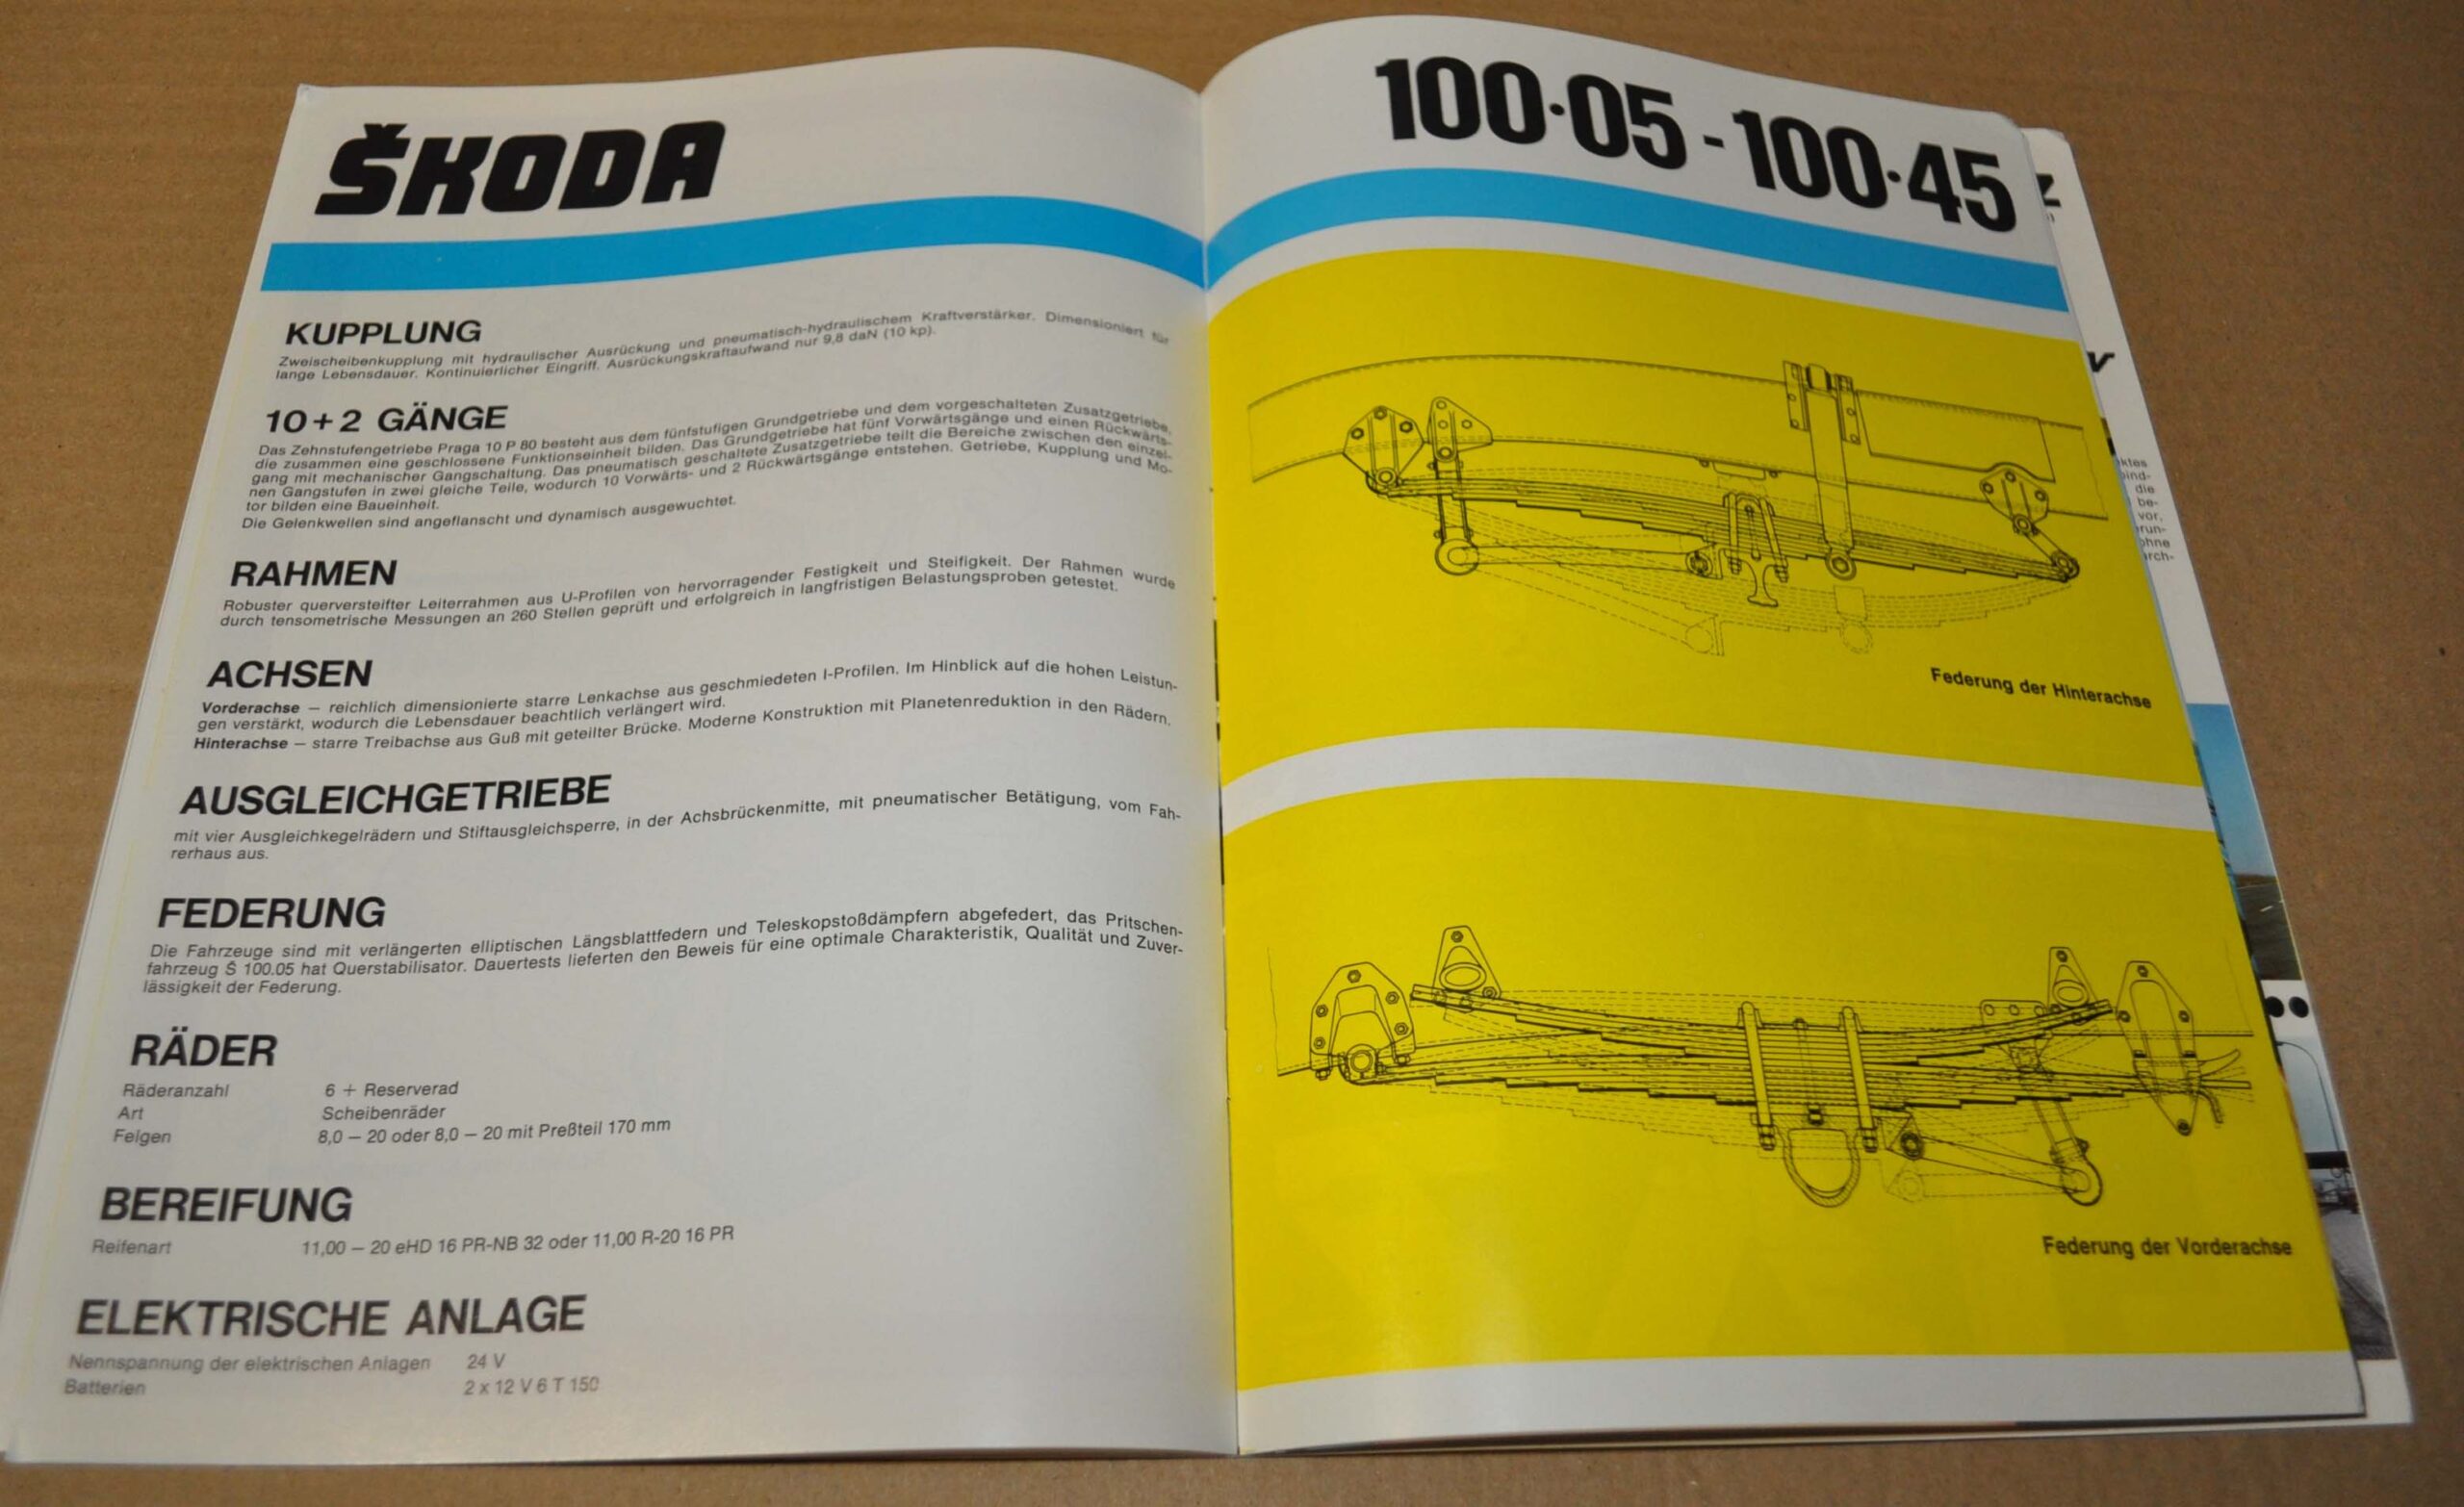 ŠKODA
KUPPLUNG
Zweischeibenkupplung mit hydraulischer Ausrückung und pneumatisch-hydraulischem Kraftverstärker. Dimensioniert für
lange Lebensdauer. Kontinuierlicher Eingriff. Ausrückungskraftaufwand nur 9,8 daN (10 kp).
10+2 GÄNGE
Das Zehnstufengetriebe Praga 10 P 80 besteht aus dem fünfstufigen Grundgetriebe und dem vorgeschalteten Zusatzgetriebe,
die zusammen eine geschlossene Funktionseinheit bilden. Das Grundgetriebe hat fünf Vorwärtsgänge und einen Rückwärts-
gang mit mechanischer Gangschaltung. Das pneumatisch geschaltete Zusatzgetriebe teilt die Bereiche zwischen den einzel-
nen Gangstufen in zwei gleiche Teile, wodurch 10 Vorwärts- und 2 Rückwärtsgänge entstehen. Getriebe, Kupplung und Mo-
tor bilden eine Baueinheit.
Die Gelenkwellen sind angeflanscht und dynamisch ausgewuchtet.
RAHMEN
Robuster querversteifter Leiterrahmen aus U-Profilen von hervorragender Festigkeit und Steifigkeit. Der Rahmen wurde
durch tensometrische Messungen an 260 Stellen geprüft und erfolgreich in langfristigen Belastungsproben getestet.
ACHSEN
Vorderachse — reichlich dimensionierte starre Lenkachse aus geschmiedeten I-Profilen. Im Hinblick auf die hohen Leistun-
gen verstärkt, wodurch die Lebensdauer beachtlich verlängert wird.
Hinterachse — starre Treibachse aus Guß mit geteilter Brücke. Moderne Konstruktion mit Planetenreduktion in den Rädern.
AUSGLEICHGETRIEBE
mit vier Ausgleichkegelrädern und Stiftausgleichsperre, in der Achsbrückenmitte, mit pneumatischer Betätigung, vom Fah-
rerhaus aus.
FEDERUNG
Die Fahrzeuge sind mit verlängerten elliptischen Längsblattfedern und Teleskopstoßdämpfern abgefedert, das Pritschen-
fahrzeug Š 100.05 hat Querstabilisator. Dauertests lieferten den Beweis für eine optimale Charakteristik, Qualität und Zuver-
lässigkeit der Federung.
RÄDER
Räderanzahl 6 + Reserverad
Art Scheibenräder
Felgen 8,0 — 20 oder 8,0 — 20 mit Preßteil 170 mm
BEREIFUNG
Reifenart 11,00 — 20 eHD 16 PR-NB 32 oder 11,00 R-20 16 PR
ELEKTRISCHE ANLAGE
Nennspannung der elektrischen Anlagen 24 V
Batterien 2 x 12 V 6 T 150
100·05 - 100·45
Federung der Hinterachse
Federung der Vorderachse
die
be-
vor,